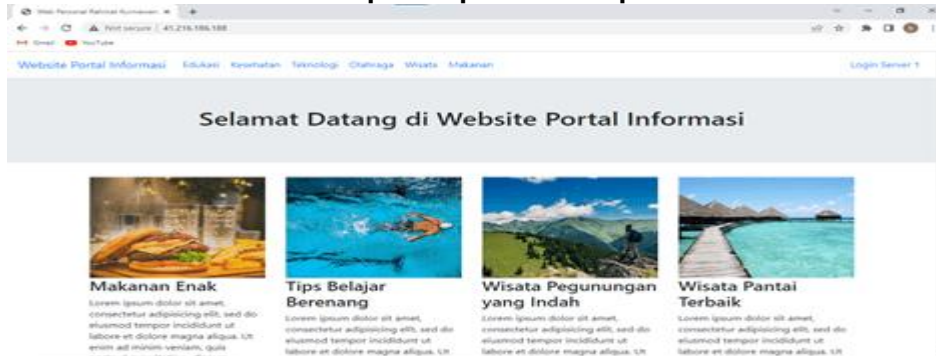 Web Personal Rahmat Kurniawan
Not secure 41.216.186.188
Gmail YouTube
Website Portal Informasi Edukasi Kesehatan Teknologi Olahraga Wisata Makanan Login Server 1
Selamat Datang di Website Portal Informasi
Makanan Enak
Lorem ipsum dolor sit amet,
consectetur adipisicing elit, sed do
eiusmod tempor incididunt ut
labore et dolore magna aliqua. Ut
enim ad minim veniam, quis
Tips Belajar
Berenang
Lorem ipsum dolor sit amet,
consectetur adipisicing elit, sed do
eiusmod tempor incididunt ut
labore et dolore magna aliqua. Ut
Wisata Pegunungan
yang Indah
Lorem ipsum dolor sit amet,
consectetur adipisicing elit, sed do
eiusmod tempor incididunt ut
labore et dolore magna aliqua. Ut
Wisata Pantai
Terbaik
Lorem ipsum dolor sit amet,
consectetur adipisicing elit, sed do
eiusmod tempor incididunt ut
labore et dolore magna aliqua. Ut